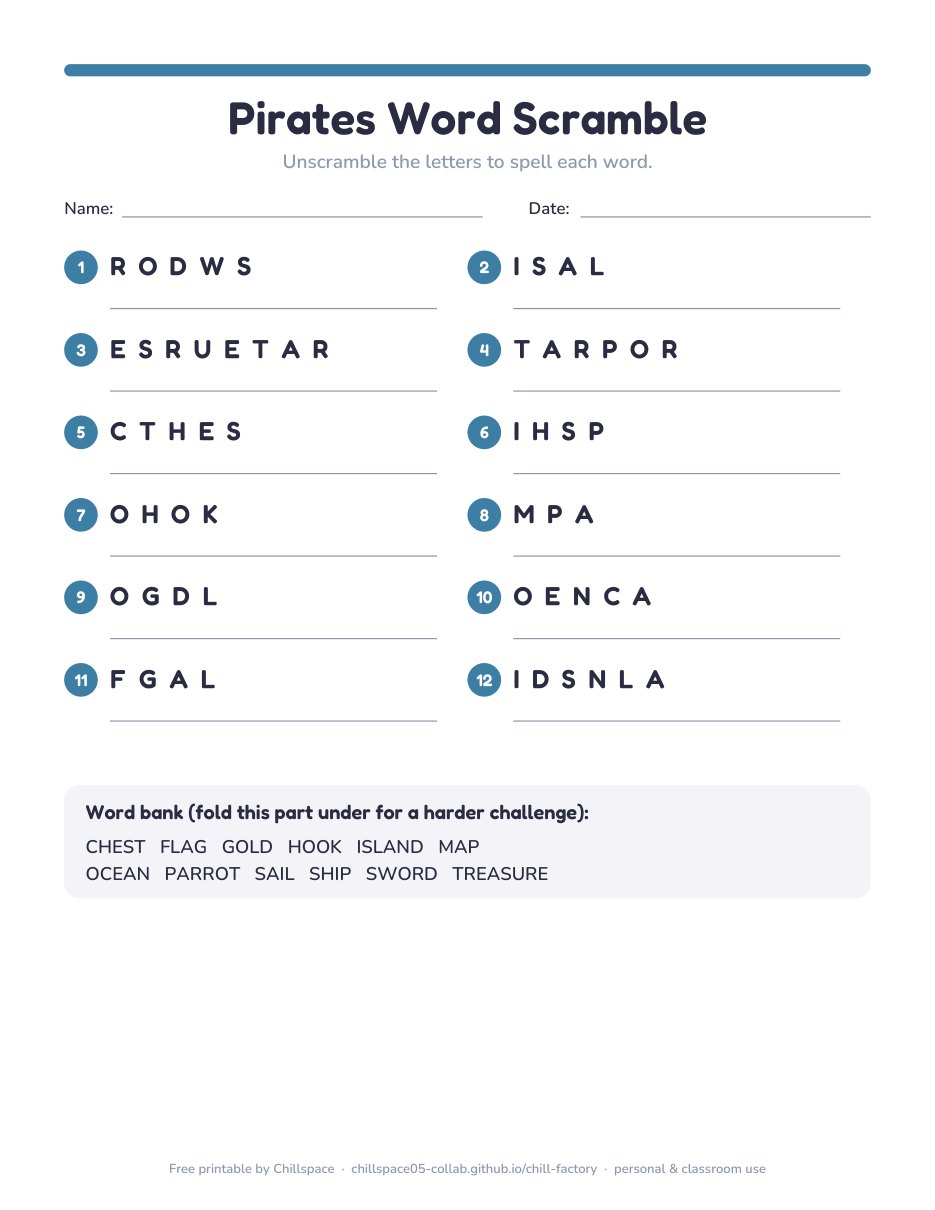 Pirates Word Scramble
Unscramble the letters to spell each word.
Name: Date:
1 R O D W S
2 I S A L
3 E S R U E T A R
4 T A R P O R
5 C T H E S
6 I H S P
7 O H O K
8 M P A
9 O G D L
10 O E N C A
11 F G A L
12 I D S N L A
Word bank (fold this part under for a harder challenge):
CHEST FLAG GOLD HOOK ISLAND MAP
OCEAN PARROT SAIL SHIP SWORD TREASURE
Free printable by Chillspace · chillspace05-collab.github.io/chill-factory · personal & classroom use